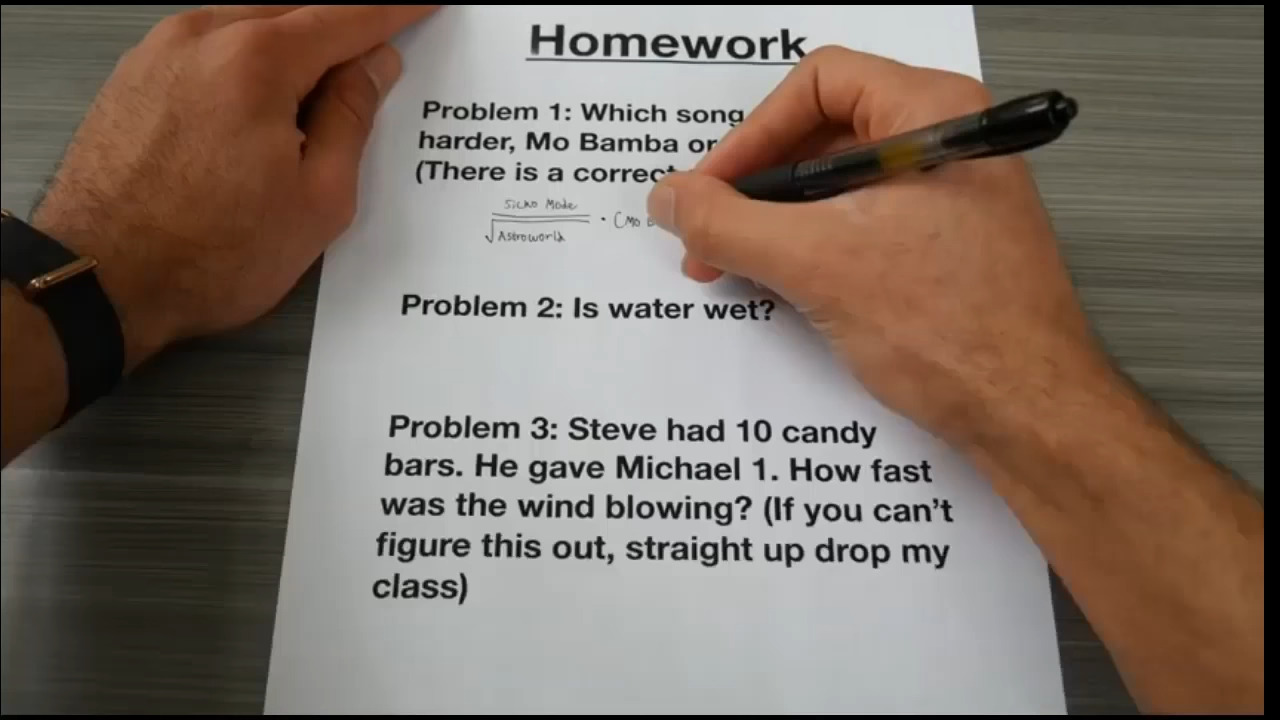 Homework
Problem 1: Which song
harder, Mo Bamba or
(There is a correct
Sicko Mode
√Astroworld
· (Mo B
Problem 2: Is water wet?
Problem 3: Steve had 10 candy
bars. He gave Michael 1. How fast
was the wind blowing? (If you can't
figure this out, straight up drop my
class)